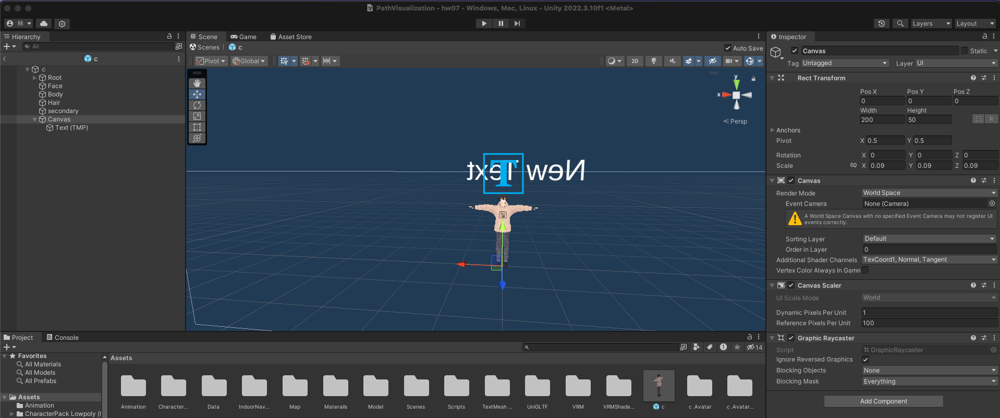 PathVisualization - hw07 - Windows, Mac, Linux - Unity 2022.3.10f1 <Metal>
林
Layers
Layout
Hierarchy
All
c
c
Root
Face
Body
Hair
secondary
Canvas
Text (TMP)
Scene
Game
Asset Store
Scenes
c
Auto Save
Pivot
Global
2D
y
x
Persp
New Text
T
Inspector
Canvas
Static
Tag
Untagged
Layer
UI
Rect Transform
Pos X
Pos Y
Pos Z
0
0
0
Width
Height
200
50
R
Anchors
Pivot
X 0.5
Y 0.5
Rotation
X 0
Y 0
Z 0
Scale
X 0.09
Y 0.09
Z 0.09
Canvas
Render Mode
World Space
Event Camera
None (Camera)
A World Space Canvas with no specified Event Camera may not register UI
events correctly.
Sorting Layer
Default
Order in Layer
0
Additional Shader Channels
TexCoord1, Normal, Tangent
Vertex Color Always In Gamm
Canvas Scaler
UI Scale Mode
World
Dynamic Pixels Per Unit
1
Reference Pixels Per Unit
100
Graphic Raycaster
Script
GraphicRaycaster
Ignore Reversed Graphics
Blocking Objects
None
Blocking Mask
Everything
Add Component
Project
Console
14
Favorites
All Materials
All Models
All Prefabs
Assets
Animation
CharacterPack Lowpoly (I
Assets
Animation
Character...
Data
IndoorNav...
Map
Materails
Model
Scenes
Scripts
TextMesh ...
UniGLTF
VRM
VRMShade...
c
c .Avatar
c .Avatar...